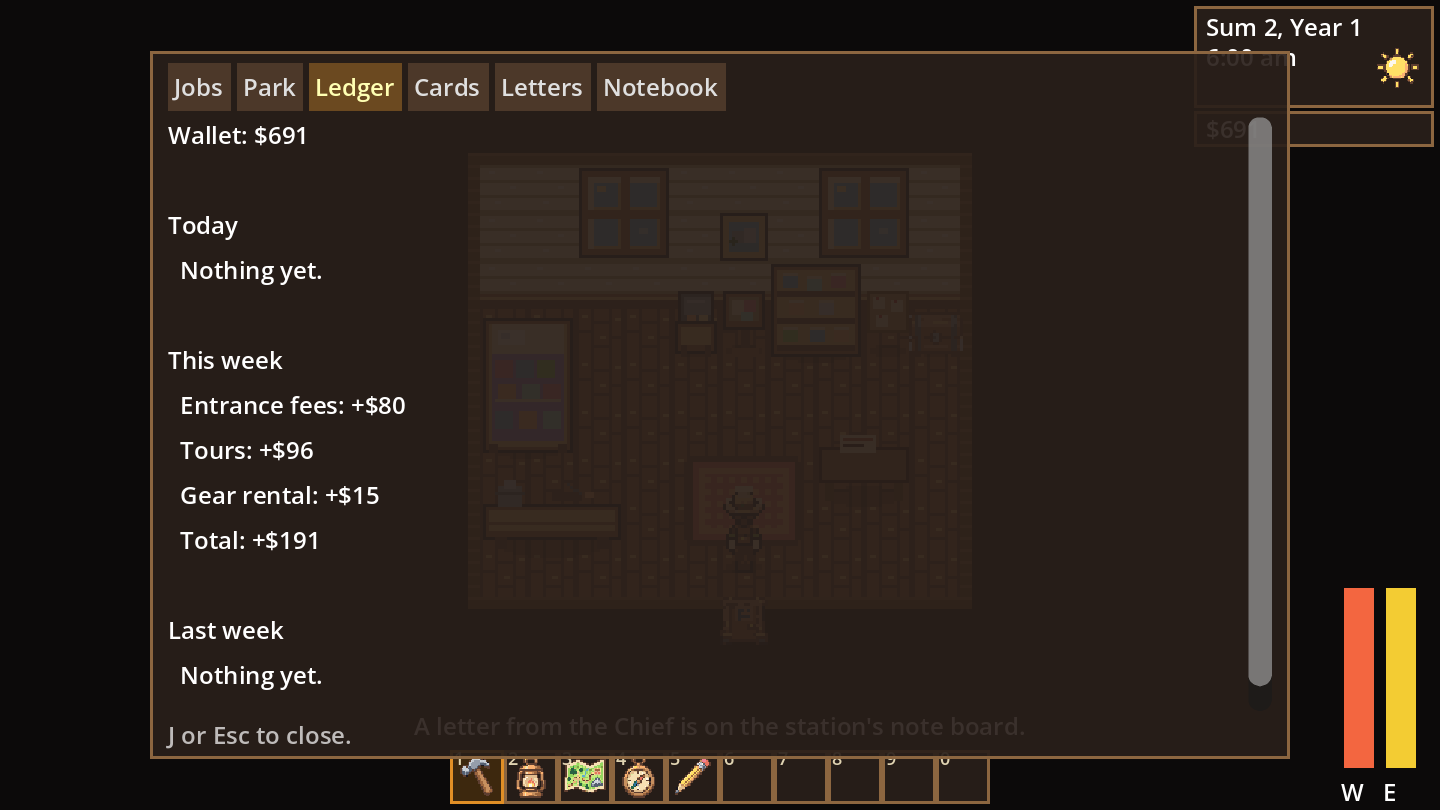 Sum 2, Year 1
6:00 am
$691
Jobs Park Ledger Cards Letters Notebook
Wallet: $691
Today
Nothing yet.
This week
Entrance fees: +$80
Tours: +$96
Gear rental: +$15
Total: +$191
Last week
Nothing yet.
A letter from the Chief is on the station's note board.
J or Esc to close.
1 2 3 4 5 6 7 8 9 0
W E